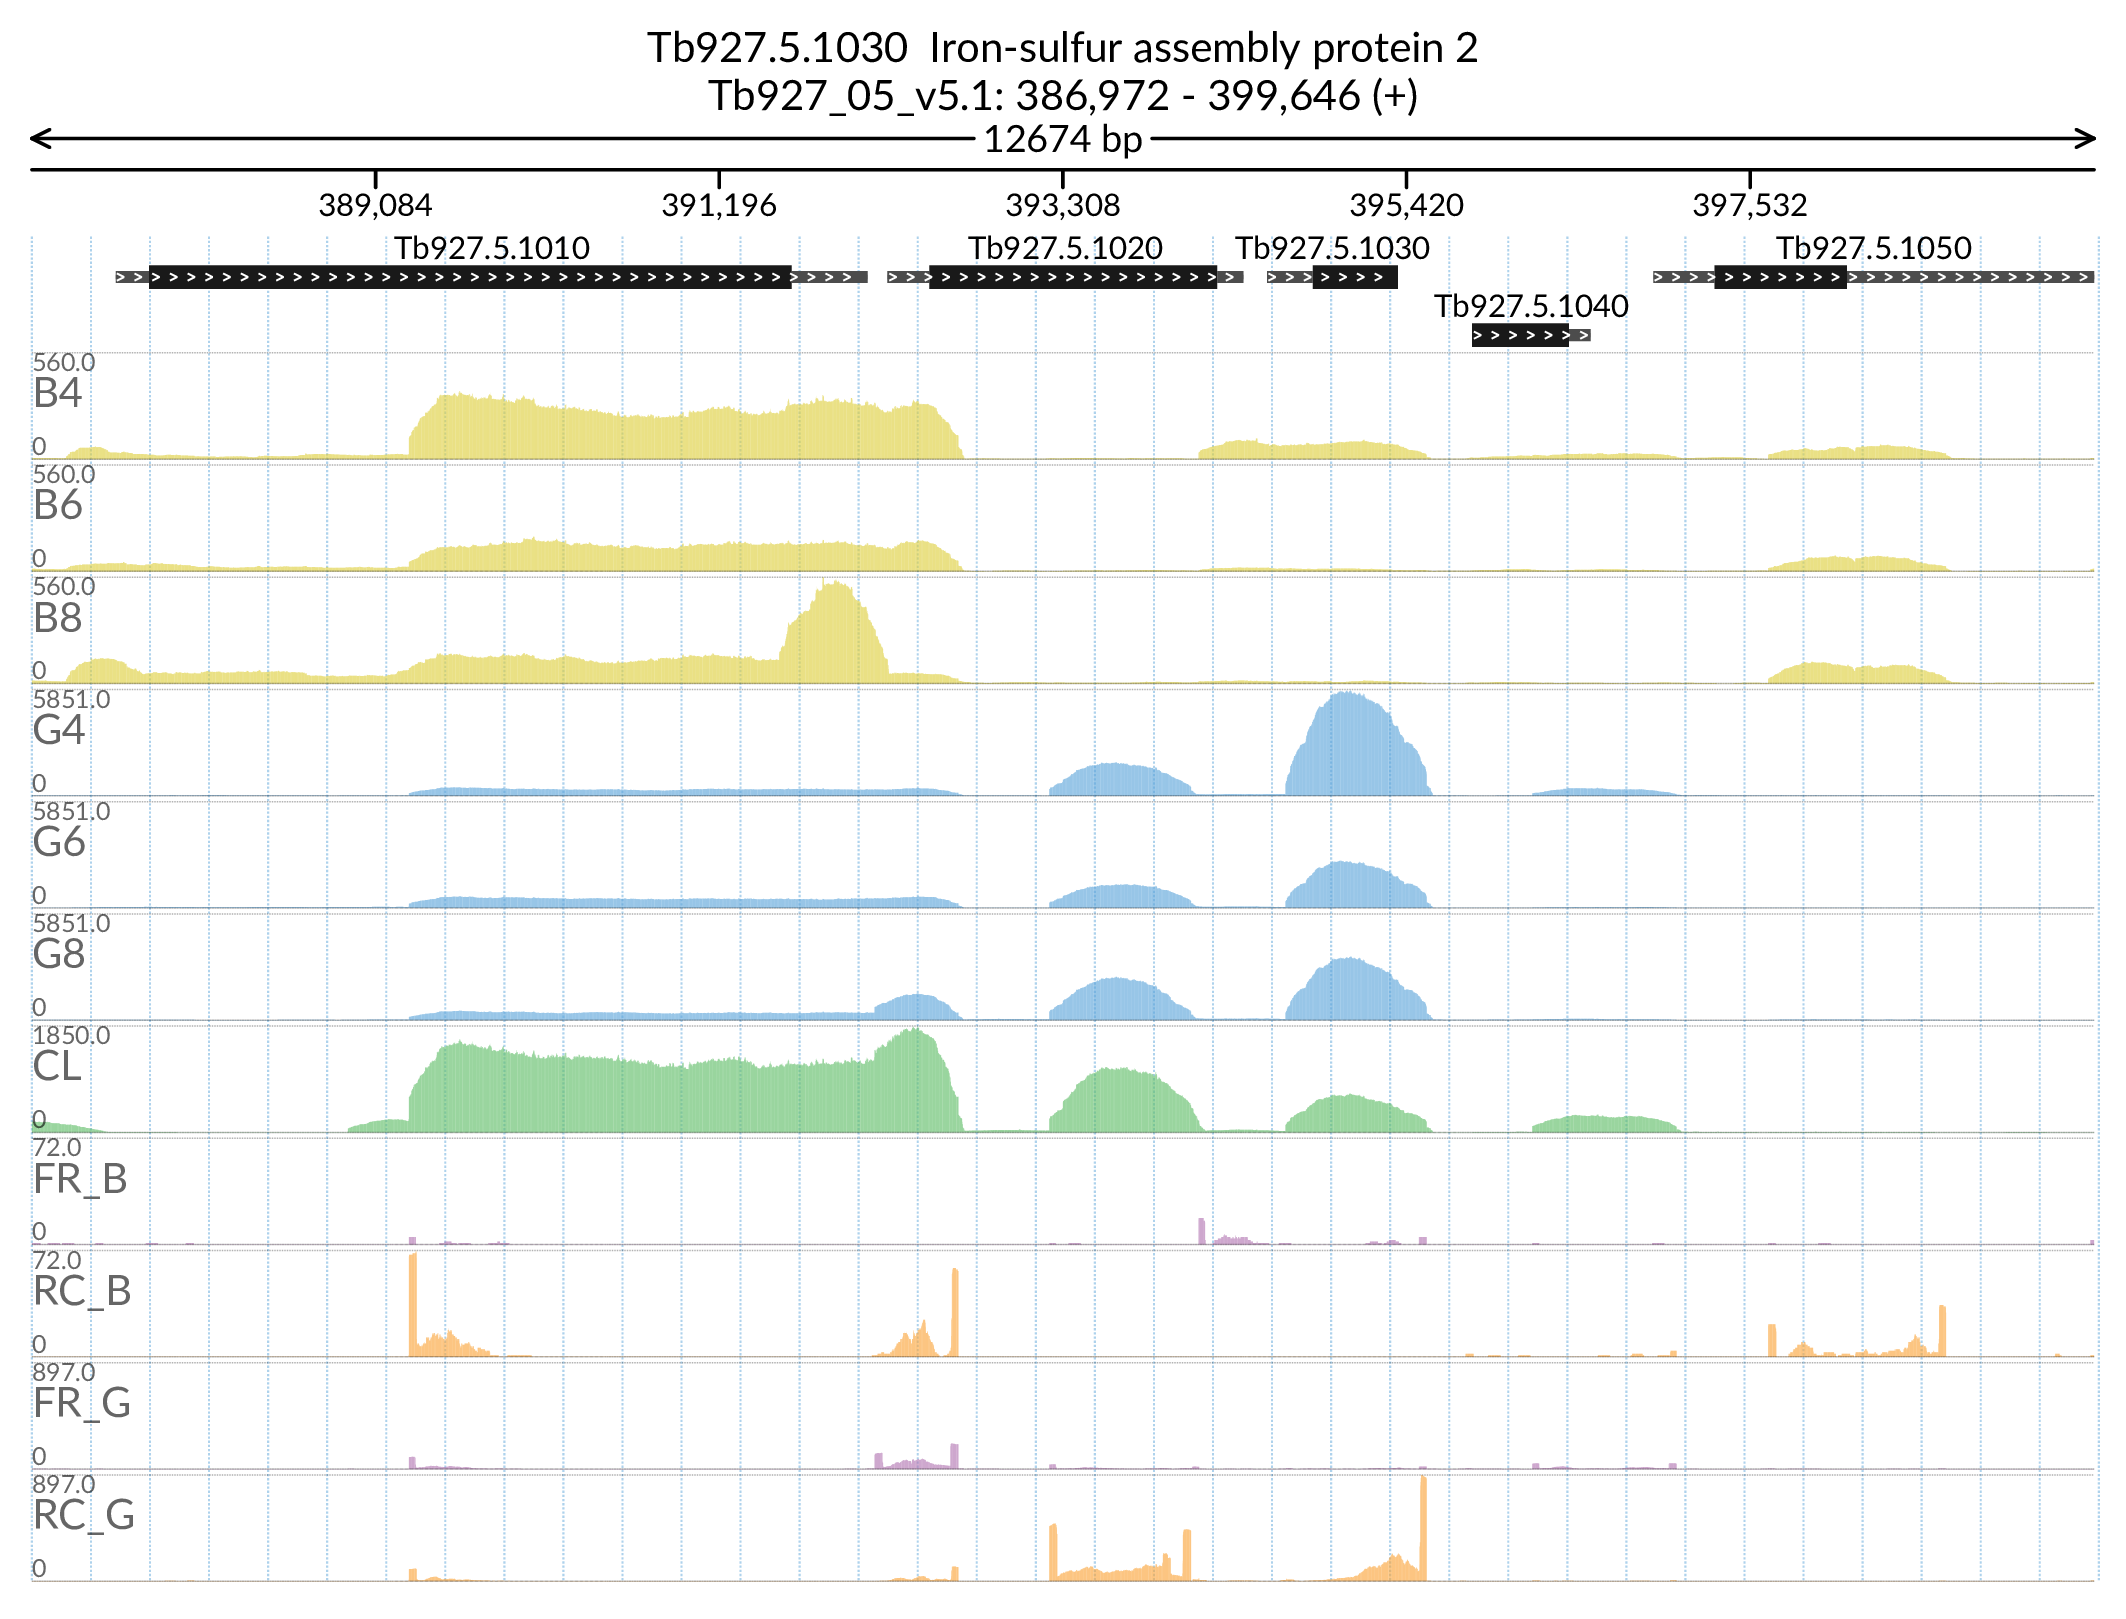 Tb927.5.1030  Iron-sulfur assembly protein 2
Tb927_05_v5.1: 386,972 - 399,646 (+)
12674 bp
389,084 391,196 393,308 395,420 397,532
Tb927.5.1010 Tb927.5.1020 Tb927.5.1030 Tb927.5.1050
Tb927.5.1040
560.0
B4
0
560.0
B6
0
560.0
B8
0
5851.0
G4
0
5851.0
G6
0
5851.0
G8
0
1850.0
CL
0
72.0
FR_B
0
72.0
RC_B
0
897.0
FR_G
0
897.0
RC_G
0